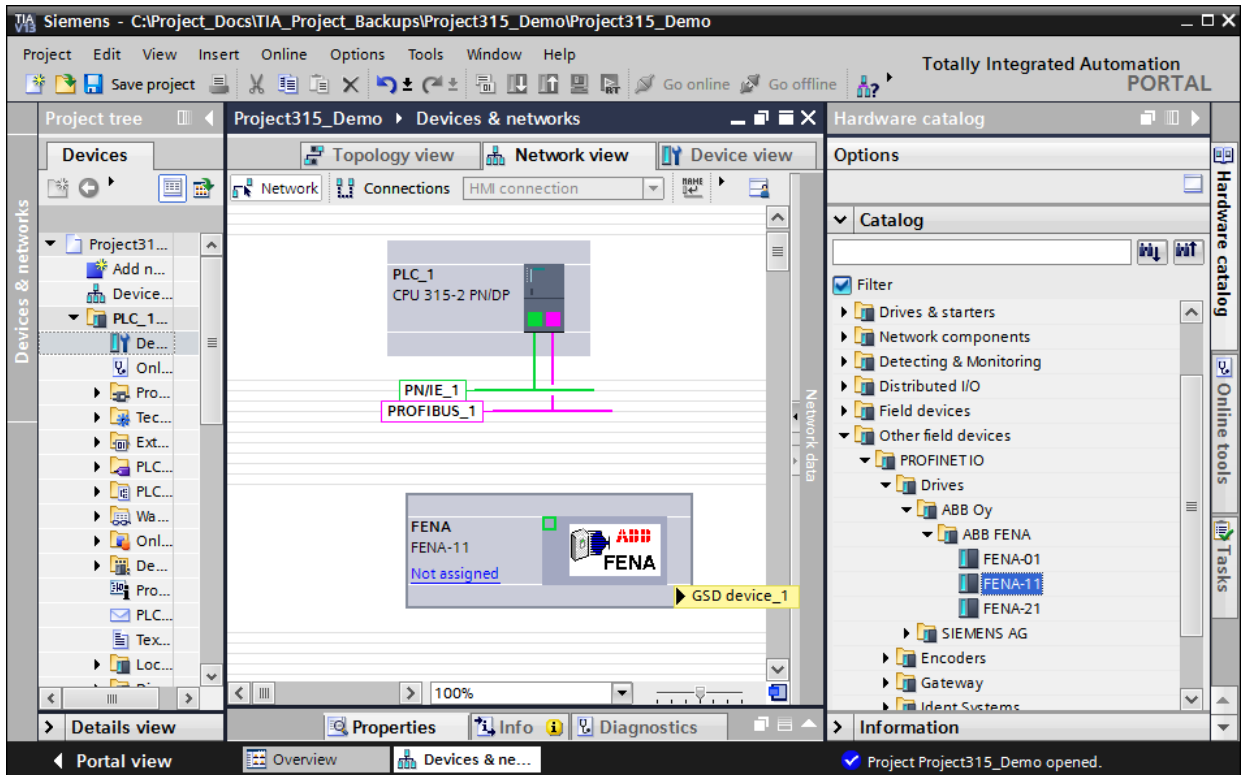 TIA V13 Siemens - C:\Project_Docs\TIA_Project_Backups\Project315_Demo\Project315_Demo
Project Edit View Insert Online Options Tools Window Help
Totally Integrated Automation
PORTAL
Save project Go online Go offline
Project tree
Devices
Devices & networks
Project31...
Add n...
Device...
PLC_1...
De...
Onl...
Pro...
Tec...
Ext...
PLC...
PLC...
Wa...
Onl...
De...
Pro...
PLC...
Tex...
Loc...
Details view
Project315_Demo Devices & networks
Topology view Network view Device view
Network Connections HMI connection
NAME
PLC_1
CPU 315-2 PN/DP
PN/IE_1
PROFIBUS_1
FENA
FENA-11
Not assigned
ABB
FENA
GSD device_1
Network data
100%
Properties Info Diagnostics
Hardware catalog
Options
Catalog
Filter
Drives & starters
Network components
Detecting & Monitoring
Distributed I/O
Field devices
Other field devices
PROFINET IO
Drives
ABB Oy
ABB FENA
FENA-01
FENA-11
FENA-21
SIEMENS AG
Encoders
Gateway
Ident Systems
Information
Hardware catalog
Online tools
Tasks
Portal view Overview Devices & ne... Project Project315_Demo opened.